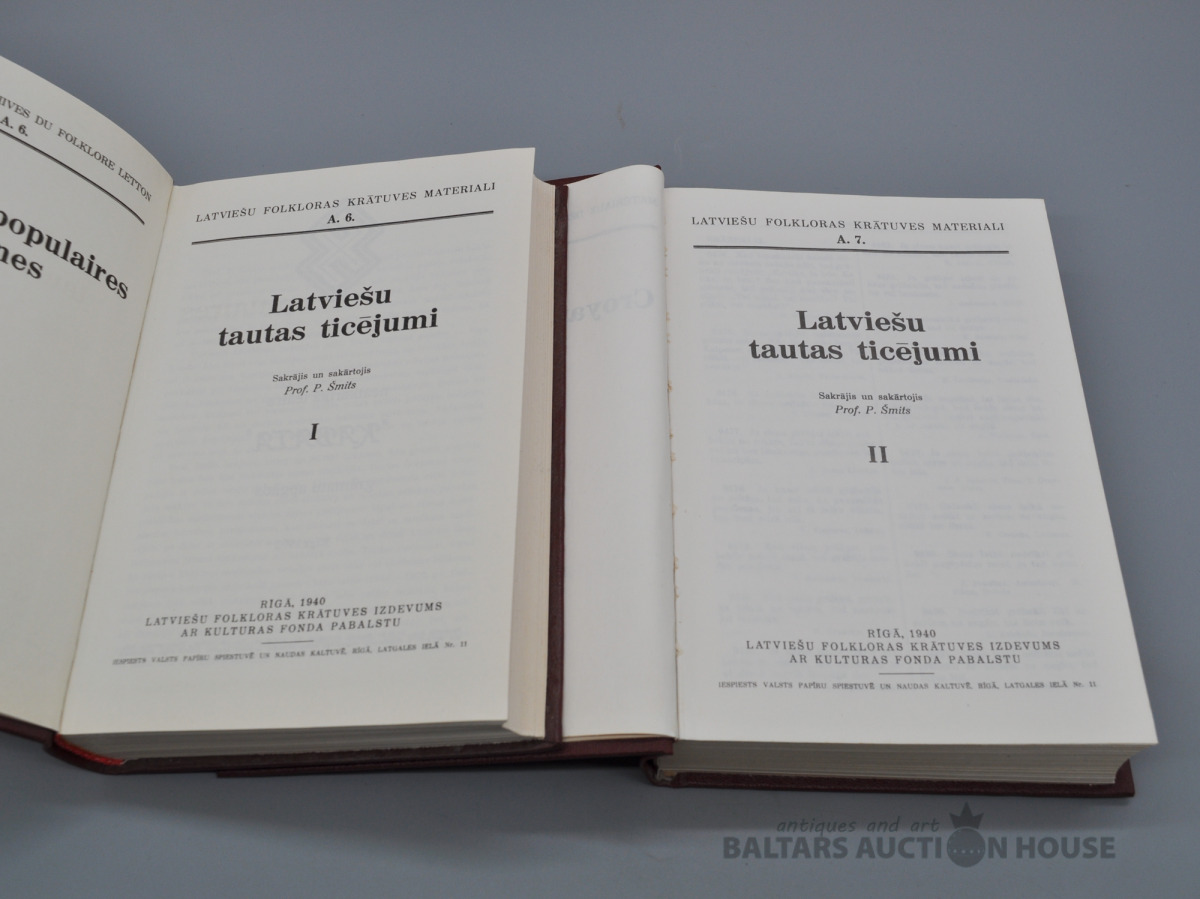 IVES DU FOLKLORE LETTON
A. 6.
populaires
nes
LATVIEŠU FOLKLORAS KRĀTUVES MATERIALI
A. 6.
Latviešu
tautas ticējumi
Sakrājis un sakārtojis
Prof. P. Šmits
I
RĪGĀ, 1940
LATVIEŠU FOLKLORAS KRĀTUVES IZDEVUMS
AR KULTURAS FONDA PABALSTU
IESPIESTS VALSTS PAPĪRU SPIESTUVĒ UN NAUDAS KALTUVĒ, RĪGĀ, LATGALES IELĀ Nr. 11
LATVIEŠU FOLKLORAS KRĀTUVES MATERIALI
A. 7.
Latviešu
tautas ticējumi
Sakrājis un sakārtojis
Prof. P. Šmits
II
RĪGĀ, 1940
LATVIEŠU FOLKLORAS KRĀTUVES IZDEVUMS
AR KULTURAS FONDA PABALSTU
IESPIESTS VALSTS PAPĪRU SPIESTUVĒ UN NAUDAS KALTUVĒ, RĪGĀ, LATGALES IELĀ Nr. 11
antiques and art
BALTARS AUCTION HOUSE